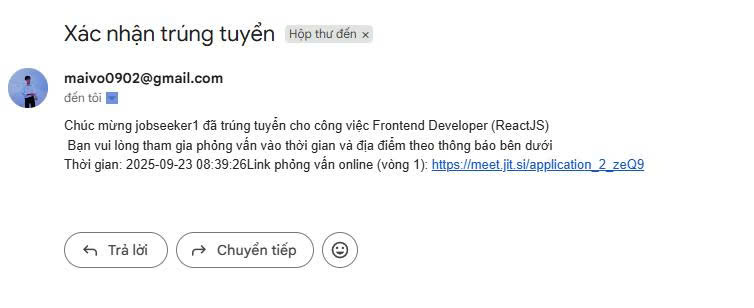 Xác nhận trúng tuyển Hộp thư đến ×
maivo0902@gmail.com
đến tôi
Chúc mừng jobseeker1 đã trúng tuyển cho công việc Frontend Developer (ReactJS)
Bạn vui lòng tham gia phỏng vấn vào thời gian và địa điểm theo thông báo bên dưới
Thời gian: 2025-09-23 08:39:26Link phỏng vấn online (vòng 1): https://meet.jit.si/application_2_zeQ9
Trả lời Chuyển tiếp